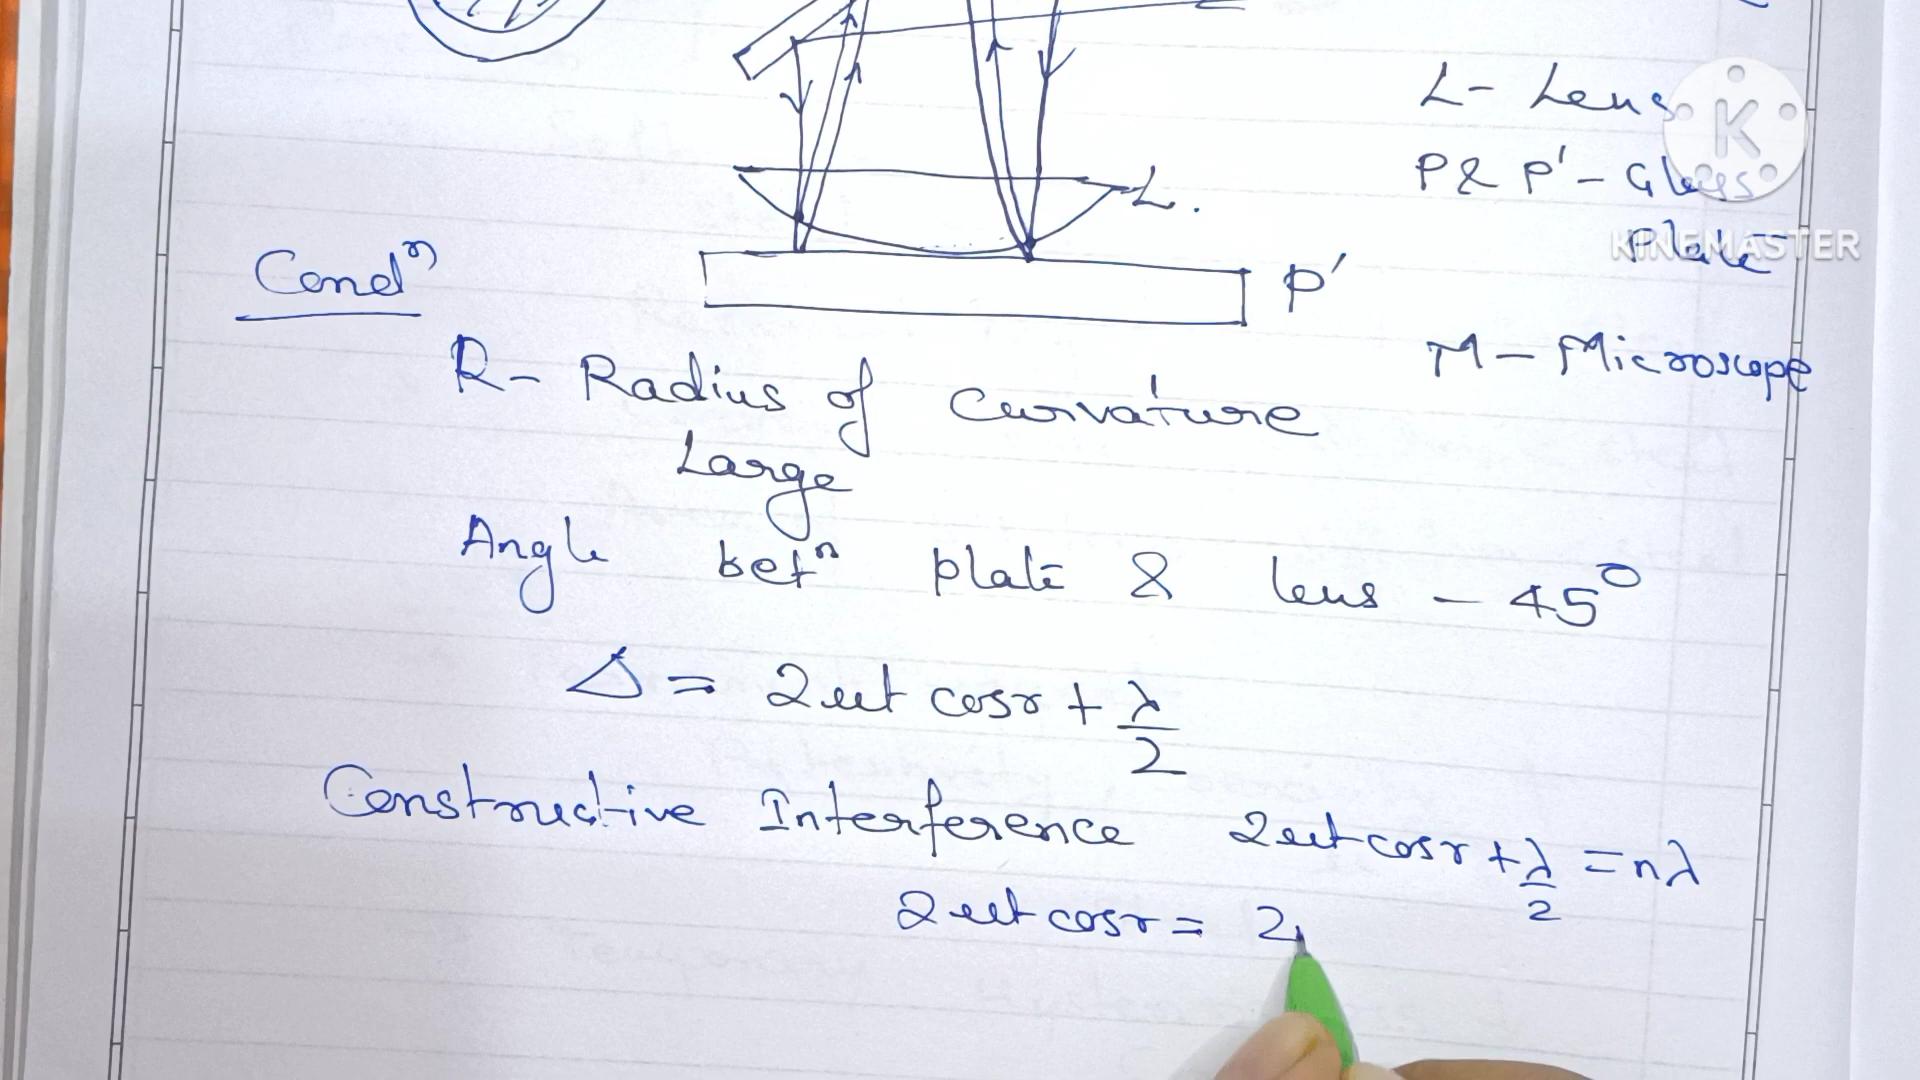 L - Lens
P & P' - Glass
Plate
KINEMASTER
L.
P'
M - Microscope
Condⁿ
R - Radius of Curvature
Large
Angle betⁿ plate & lens - 45°
Δ = 2μt cosr + λ/2
Constructive Interference 2μt cosr + λ/2 = nλ
2μt cosr = 2